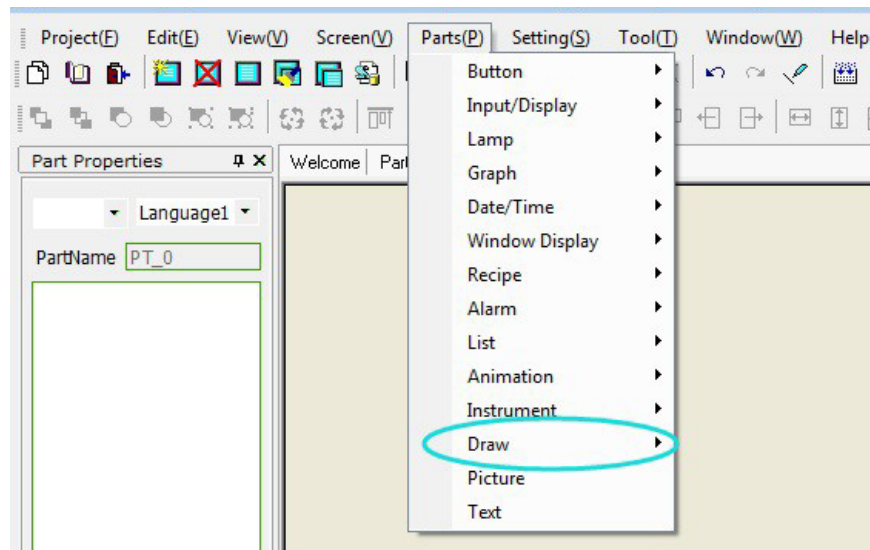 Project(F) Edit(E) View(V) Screen(V) Parts(P) Setting(S) Tool(T) Window(W) Help
Button
Input/Display
Lamp
Graph
Date/Time
Window Display
Recipe
Alarm
List
Animation
Instrument
Draw
Picture
Text
Part Properties
Welcome Part
Language1
PartName PT_0